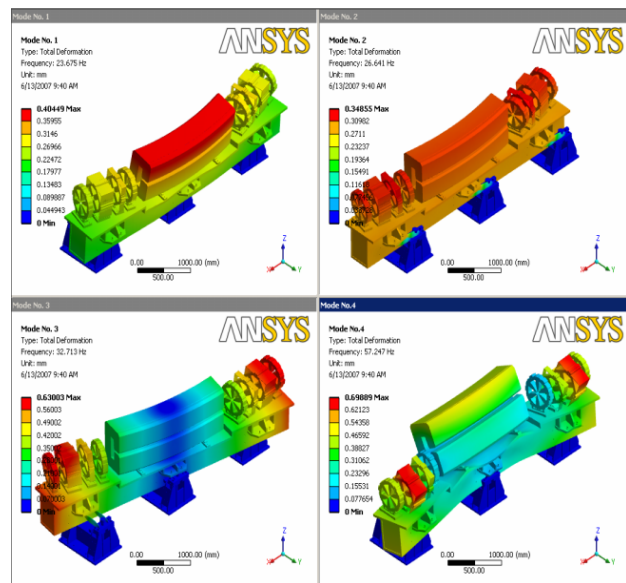 Mode No. 1
Mode No. 1
Type: Total Deformation
Frequency: 23.675 Hz
Unit: mm
6/13/2007 9:40 AM
ANSYS
0.40449 Max
0.35955
0.3146
0.26966
0.22472
0.17977
0.13483
0.089887
0.044943
0 Min
0.00
1000.00 (mm)
500.00
Z
X
Y
Mode No. 2
Mode No. 2
Type: Total Deformation
Frequency: 26.641 Hz
Unit: mm
6/13/2007 9:40 AM
ANSYS
0.34855 Max
0.30982
0.2711
0.23237
0.19364
0.15491
0 Min
0.00
1000.00 (mm)
500.00
Z
X
Y
Mode No. 3
Mode No. 3
Type: Total Deformation
Frequency: 32.713 Hz
Unit: mm
6/13/2007 9:40 AM
ANSYS
0.63003 Max
0.56003
0.49002
0.42002
0 Min
0.00
1000.00 (mm)
500.00
Z
X
Y
Mode No.4
Mode No.4
Type: Total Deformation
Frequency: 57.247 Hz
Unit: mm
6/13/2007 9:40 AM
ANSYS
0.69889 Max
0.62123
0.54358
0.46592
0.38827
0.31062
0.23296
0.15531
0.077654
0 Min
0.00
1000.00 (mm)
500.00
Z
X
Y